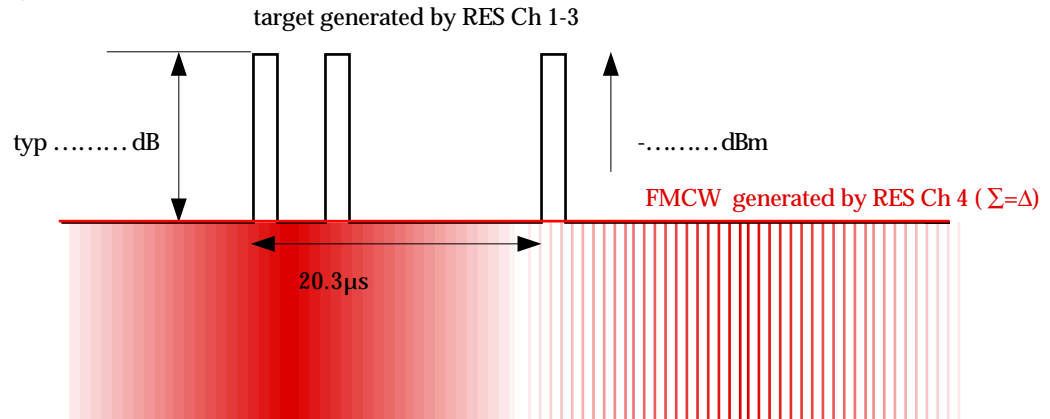 target generated by RES Ch 1-3
typ ……… dB
-……… dBm
FMCW generated by RES Ch 4 ( ∑=Δ)
20.3µs